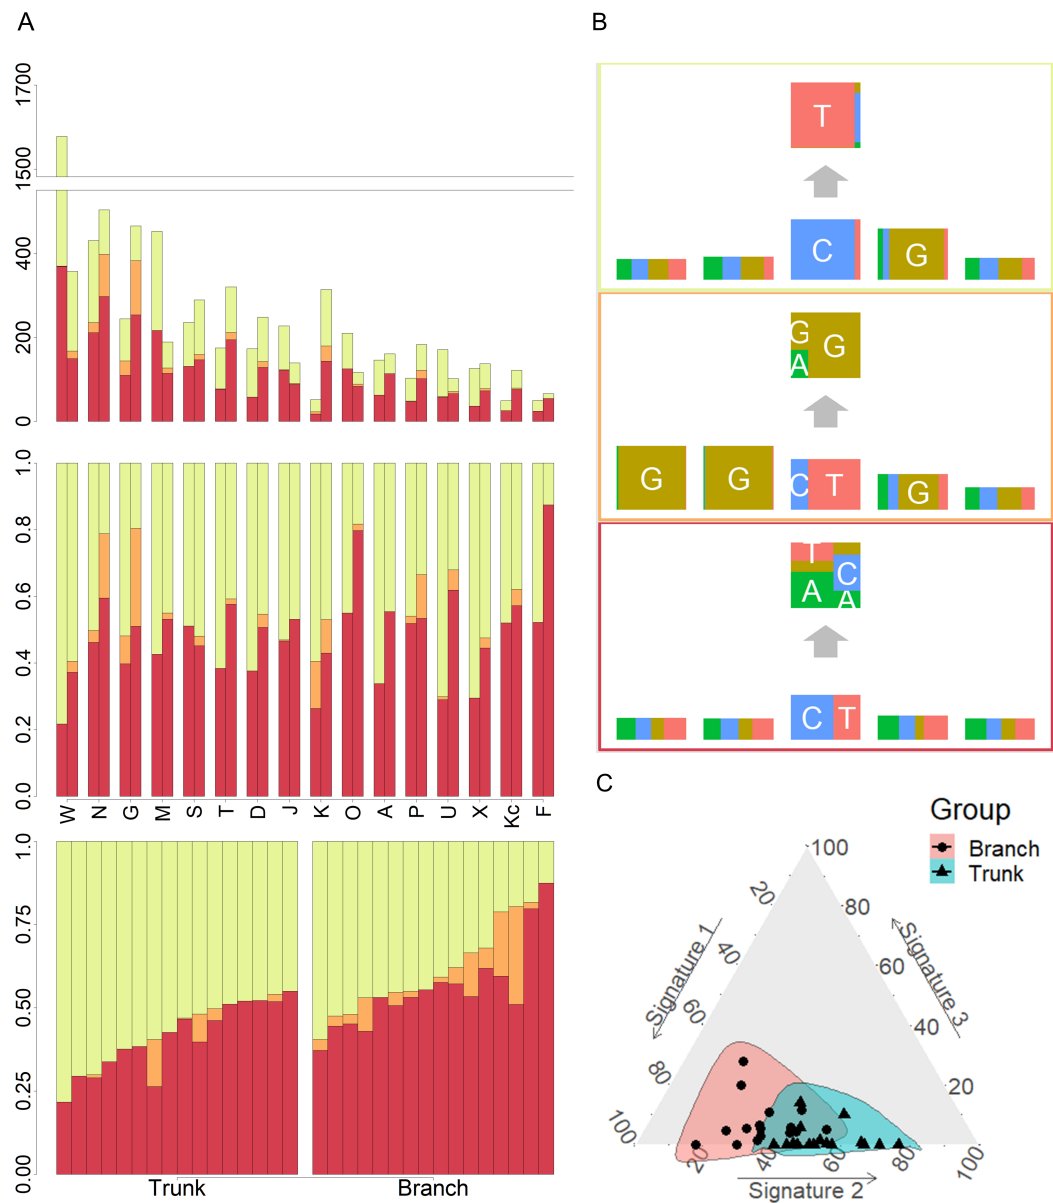 A
1700
1500
400
200
0
1.0
0.8
0.6
0.4
0.2
0.0
W N G M S T D J K O A P U X Kc F
1.00
0.75
0.50
0.25
0.00
Trunk Branch
B
T
C G
G G
A
G G C T G
T C
A A
C T
C
Group
Branch
Trunk
100
80
60
40
20
Signature 1
20
40
60
80
100
Signature 3
20 40 60 80 100
Signature 2